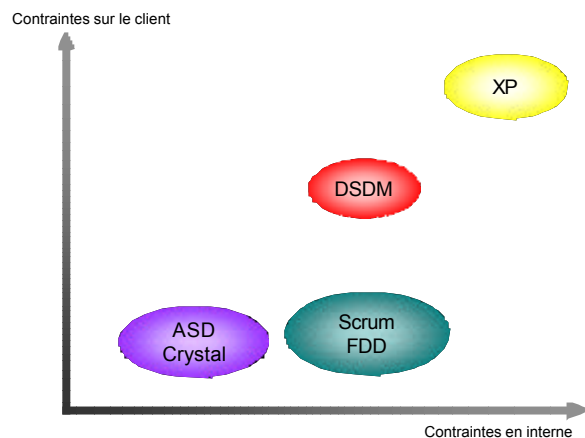 Contraintes sur le client
XP
DSDM
ASD
Crystal
Scrum
FDD
Contraintes en interne